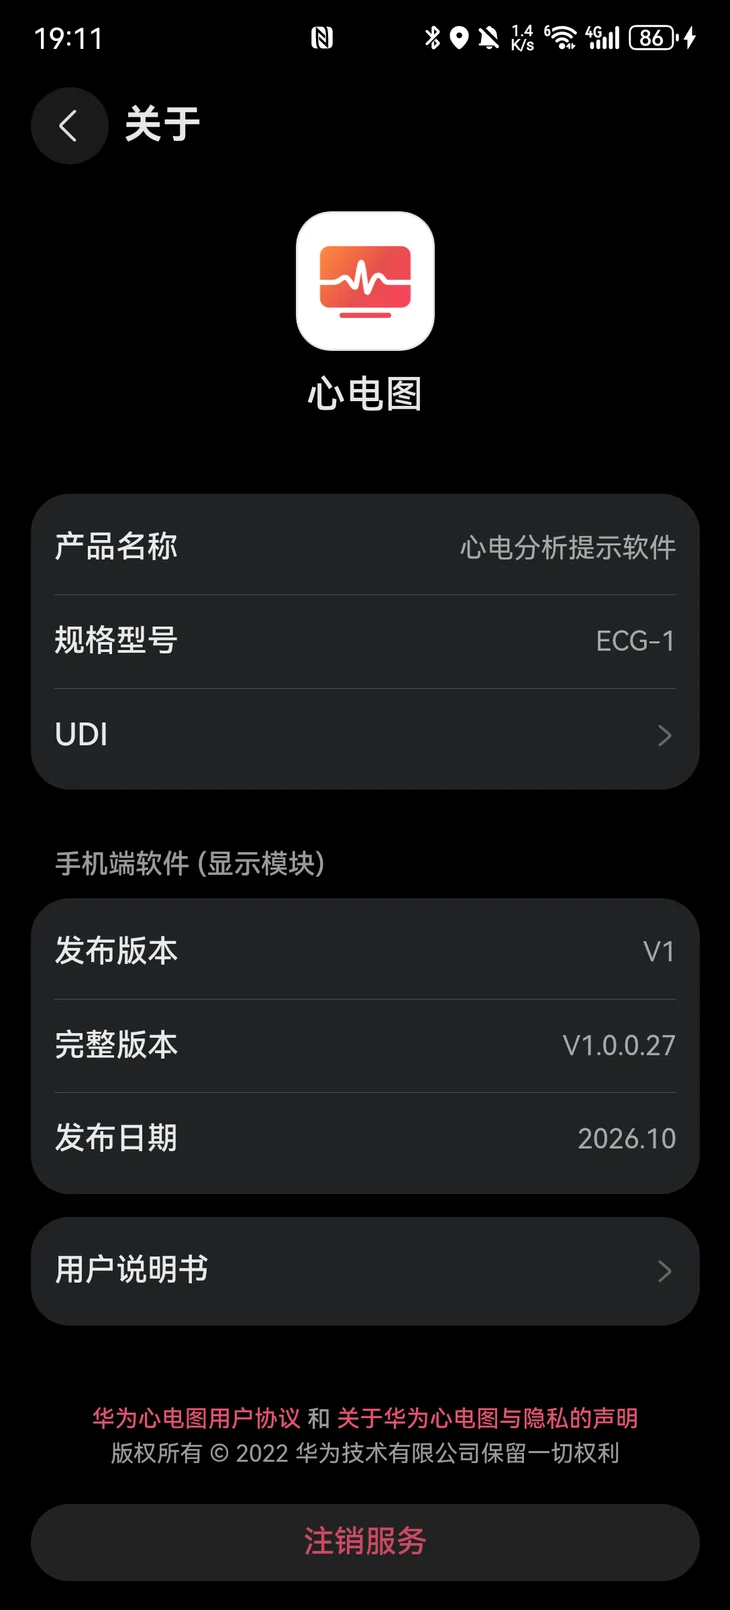 19:11
1.4 K/s 6 4G 86
关于
心电图
产品名称 心电分析提示软件
规格型号 ECG-1
UDI
手机端软件 (显示模块)
发布版本 V1
完整版本 V1.0.0.27
发布日期 2026.10
用户说明书
华为心电图用户协议 和 关于华为心电图与隐私的声明
版权所有 © 2022 华为技术有限公司保留一切权利
注销服务